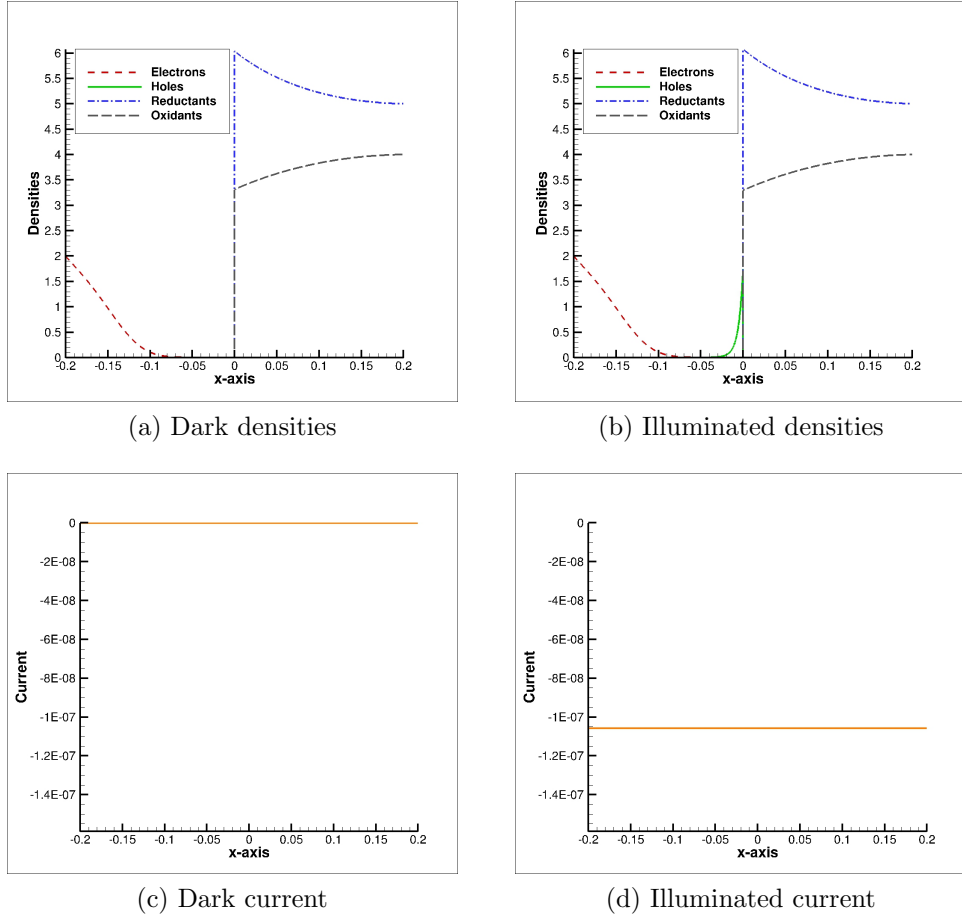 6
5.5
5
4.5
4
3.5
3
2.5
2
1.5
1
0.5
0
Densities
Electrons
Holes
Reductants
Oxidants
-0.2 -0.15 -0.1 -0.05 0 0.05 0.1 0.15 0.2
x-axis
(a) Dark densities
6
5.5
5
4.5
4
3.5
3
2.5
2
1.5
1
0.5
0
Densities
Electrons
Holes
Reductants
Oxidants
-0.2 -0.15 -0.1 -0.05 0 0.05 0.1 0.15 0.2
x-axis
(b) Illuminated densities
0
-2E-08
-4E-08
-6E-08
-8E-08
-1E-07
-1.2E-07
-1.4E-07
Current
-0.2 -0.15 -0.1 -0.05 0 0.05 0.1 0.15 0.2
x-axis
(c) Dark current
0
-2E-08
-4E-08
-6E-08
-8E-08
-1E-07
-1.2E-07
-1.4E-07
Current
-0.2 -0.15 -0.1 -0.05 0 0.05 0.1 0.15 0.2
x-axis
(d) Illuminated current